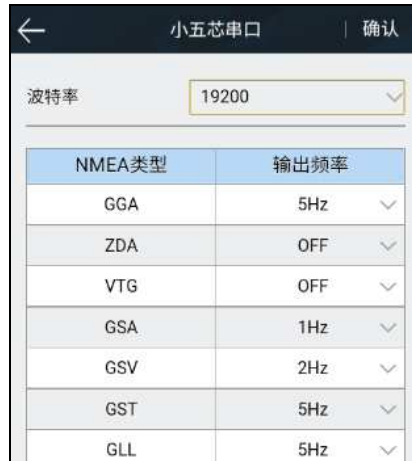 小五芯串口 确认
波特率 19200
NMEA类型 输出频率
GGA 5Hz
ZDA OFF
VTG OFF
GSA 1Hz
GSV 2Hz
GST 5Hz
GLL 5Hz